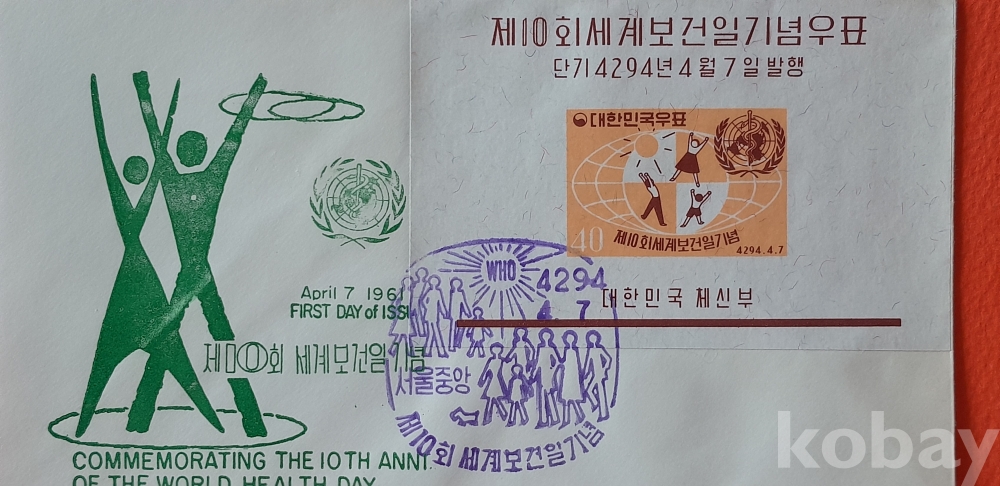 제10회세계보건일기념우표
단기4294년4월7일발행
대한민국우표
40
제10회세계보건일기념
4294.4.7
대한민국 체신부
April 7 1961
FIRST DAY of ISSU
제10회 세계보건일기념
COMMEMORATING THE 10TH ANNI.
OF THE WORLD HEALTH DAY
WHO
4294
4. 7
서울중앙
제10회 세계보건일기념
kobay